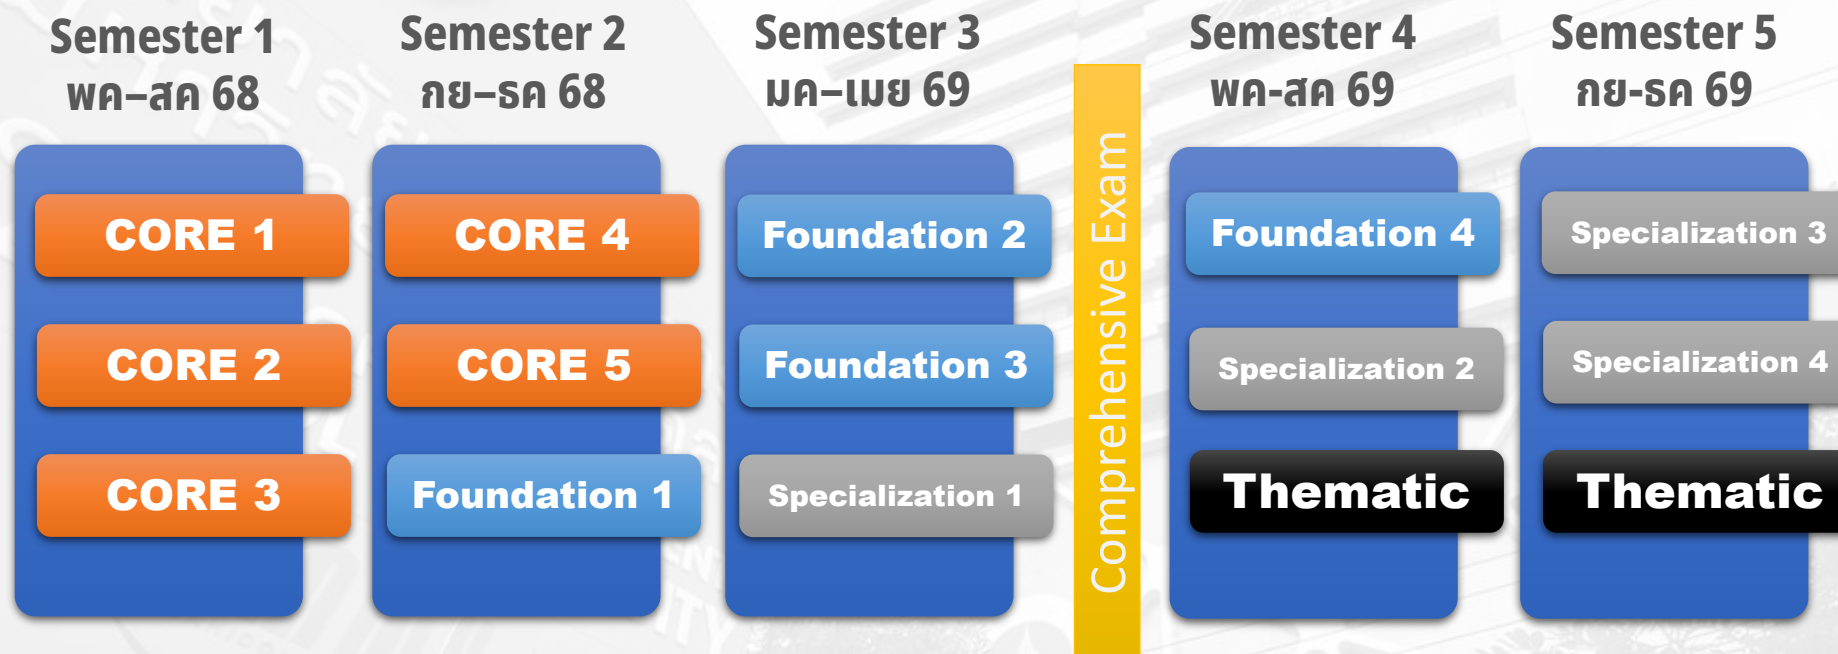 Semester 1
พค–สค 68
CORE 1
CORE 2
CORE 3
Semester 2
กย–ธค 68
CORE 4
CORE 5
Foundation 1
Semester 3
มค–เมย 69
Foundation 2
Foundation 3
Specialization 1
Comprehensive Exam
Semester 4
พค-สค 69
Foundation 4
Specialization 2
Thematic
Semester 5
กย-ธค 69
Specialization 3
Specialization 4
Thematic